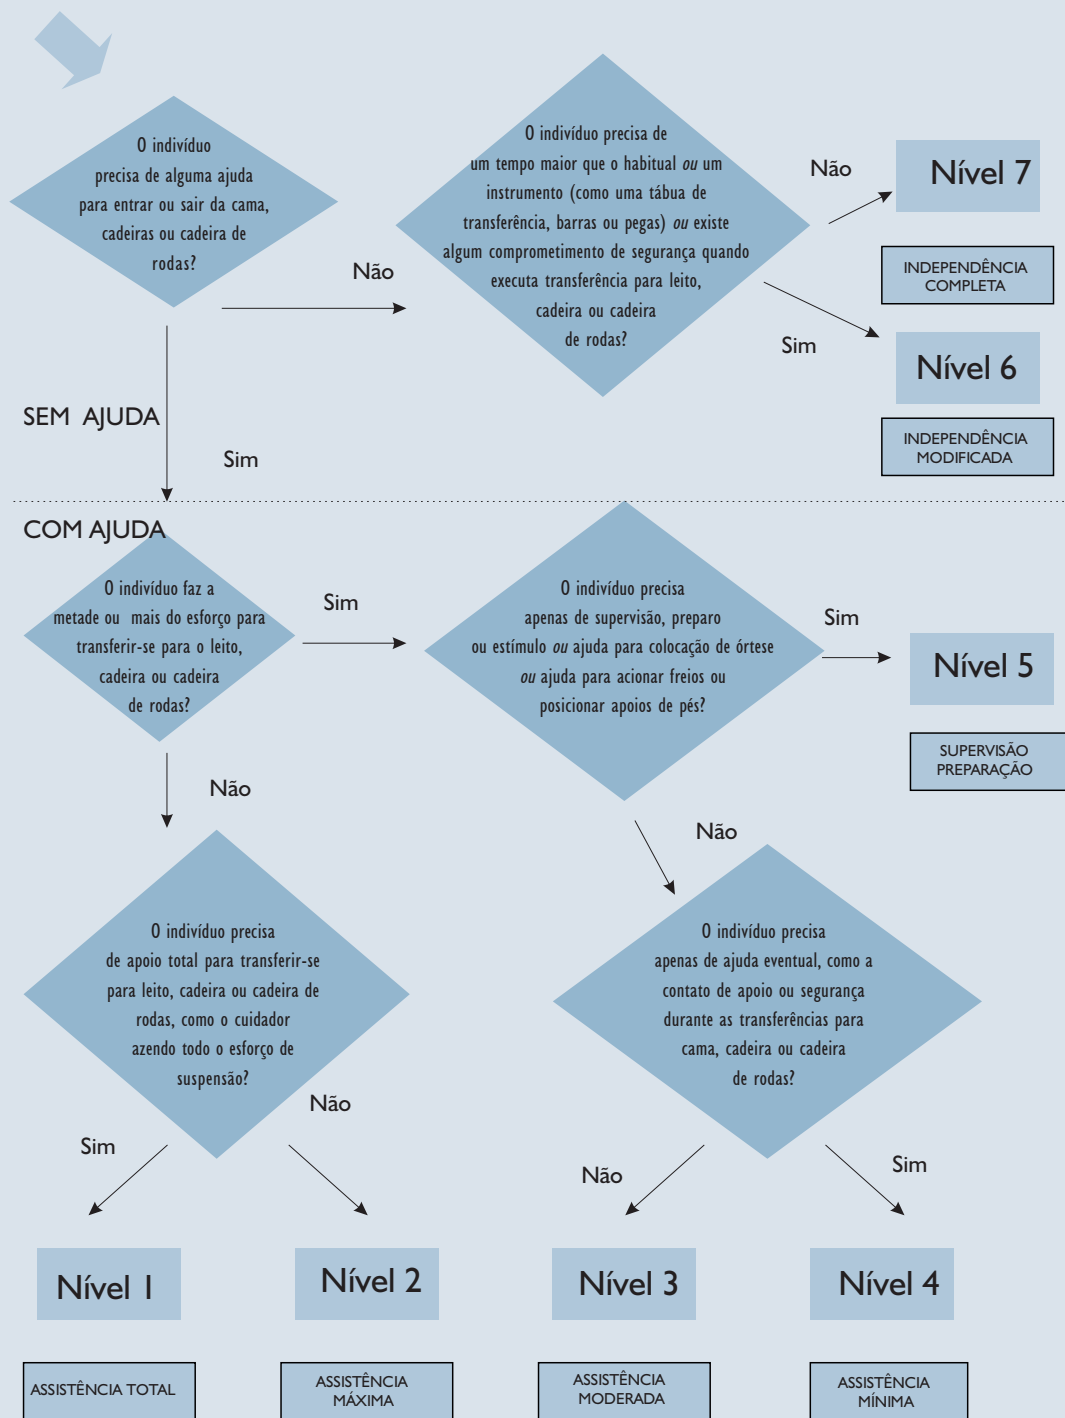 O indivíduo
precisa de alguma ajuda
para entrar ou sair da cama,
cadeiras ou cadeira de
rodas?
Não
O indivíduo precisa de
um tempo maior que o habitual ou um
instrumento (como uma tábua de
transferência, barras ou pegas) ou existe
algum comprometimento de segurança quando
executa transferência para leito,
cadeira ou cadeira
de rodas?
Não
Nível 7
INDEPENDÊNCIA
COMPLETA
Sim
Nível 6
INDEPENDÊNCIA
MODIFICADA
SEM AJUDA
Sim
COM AJUDA
O indivíduo faz a
metade ou mais do esforço para
transferir-se para o leito,
cadeira ou cadeira
de rodas?
Sim
O indivíduo precisa
apenas de supervisão, preparo
ou estímulo ou ajuda para colocação de órtese
ou ajuda para acionar freios ou
posicionar apoios de pés?
Sim
Nível 5
SUPERVISÃO
PREPARAÇÃO
Não
Não
O indivíduo precisa
de apoio total para transferir-se
para leito, cadeira ou cadeira de
rodas, como o cuidador
azendo todo o esforço de
suspensão?
O indivíduo precisa
apenas de ajuda eventual, como a
contato de apoio ou segurança
durante as transferências para
cama, cadeira ou cadeira
de rodas?
Sim
Não
Não
Sim
Nível 1
Nível 2
Nível 3
Nível 4
ASSISTÊNCIA TOTAL
ASSISTÊNCIA
MÁXIMA
ASSISTÊNCIA
MODERADA
ASSISTÊNCIA
MÍNIMA